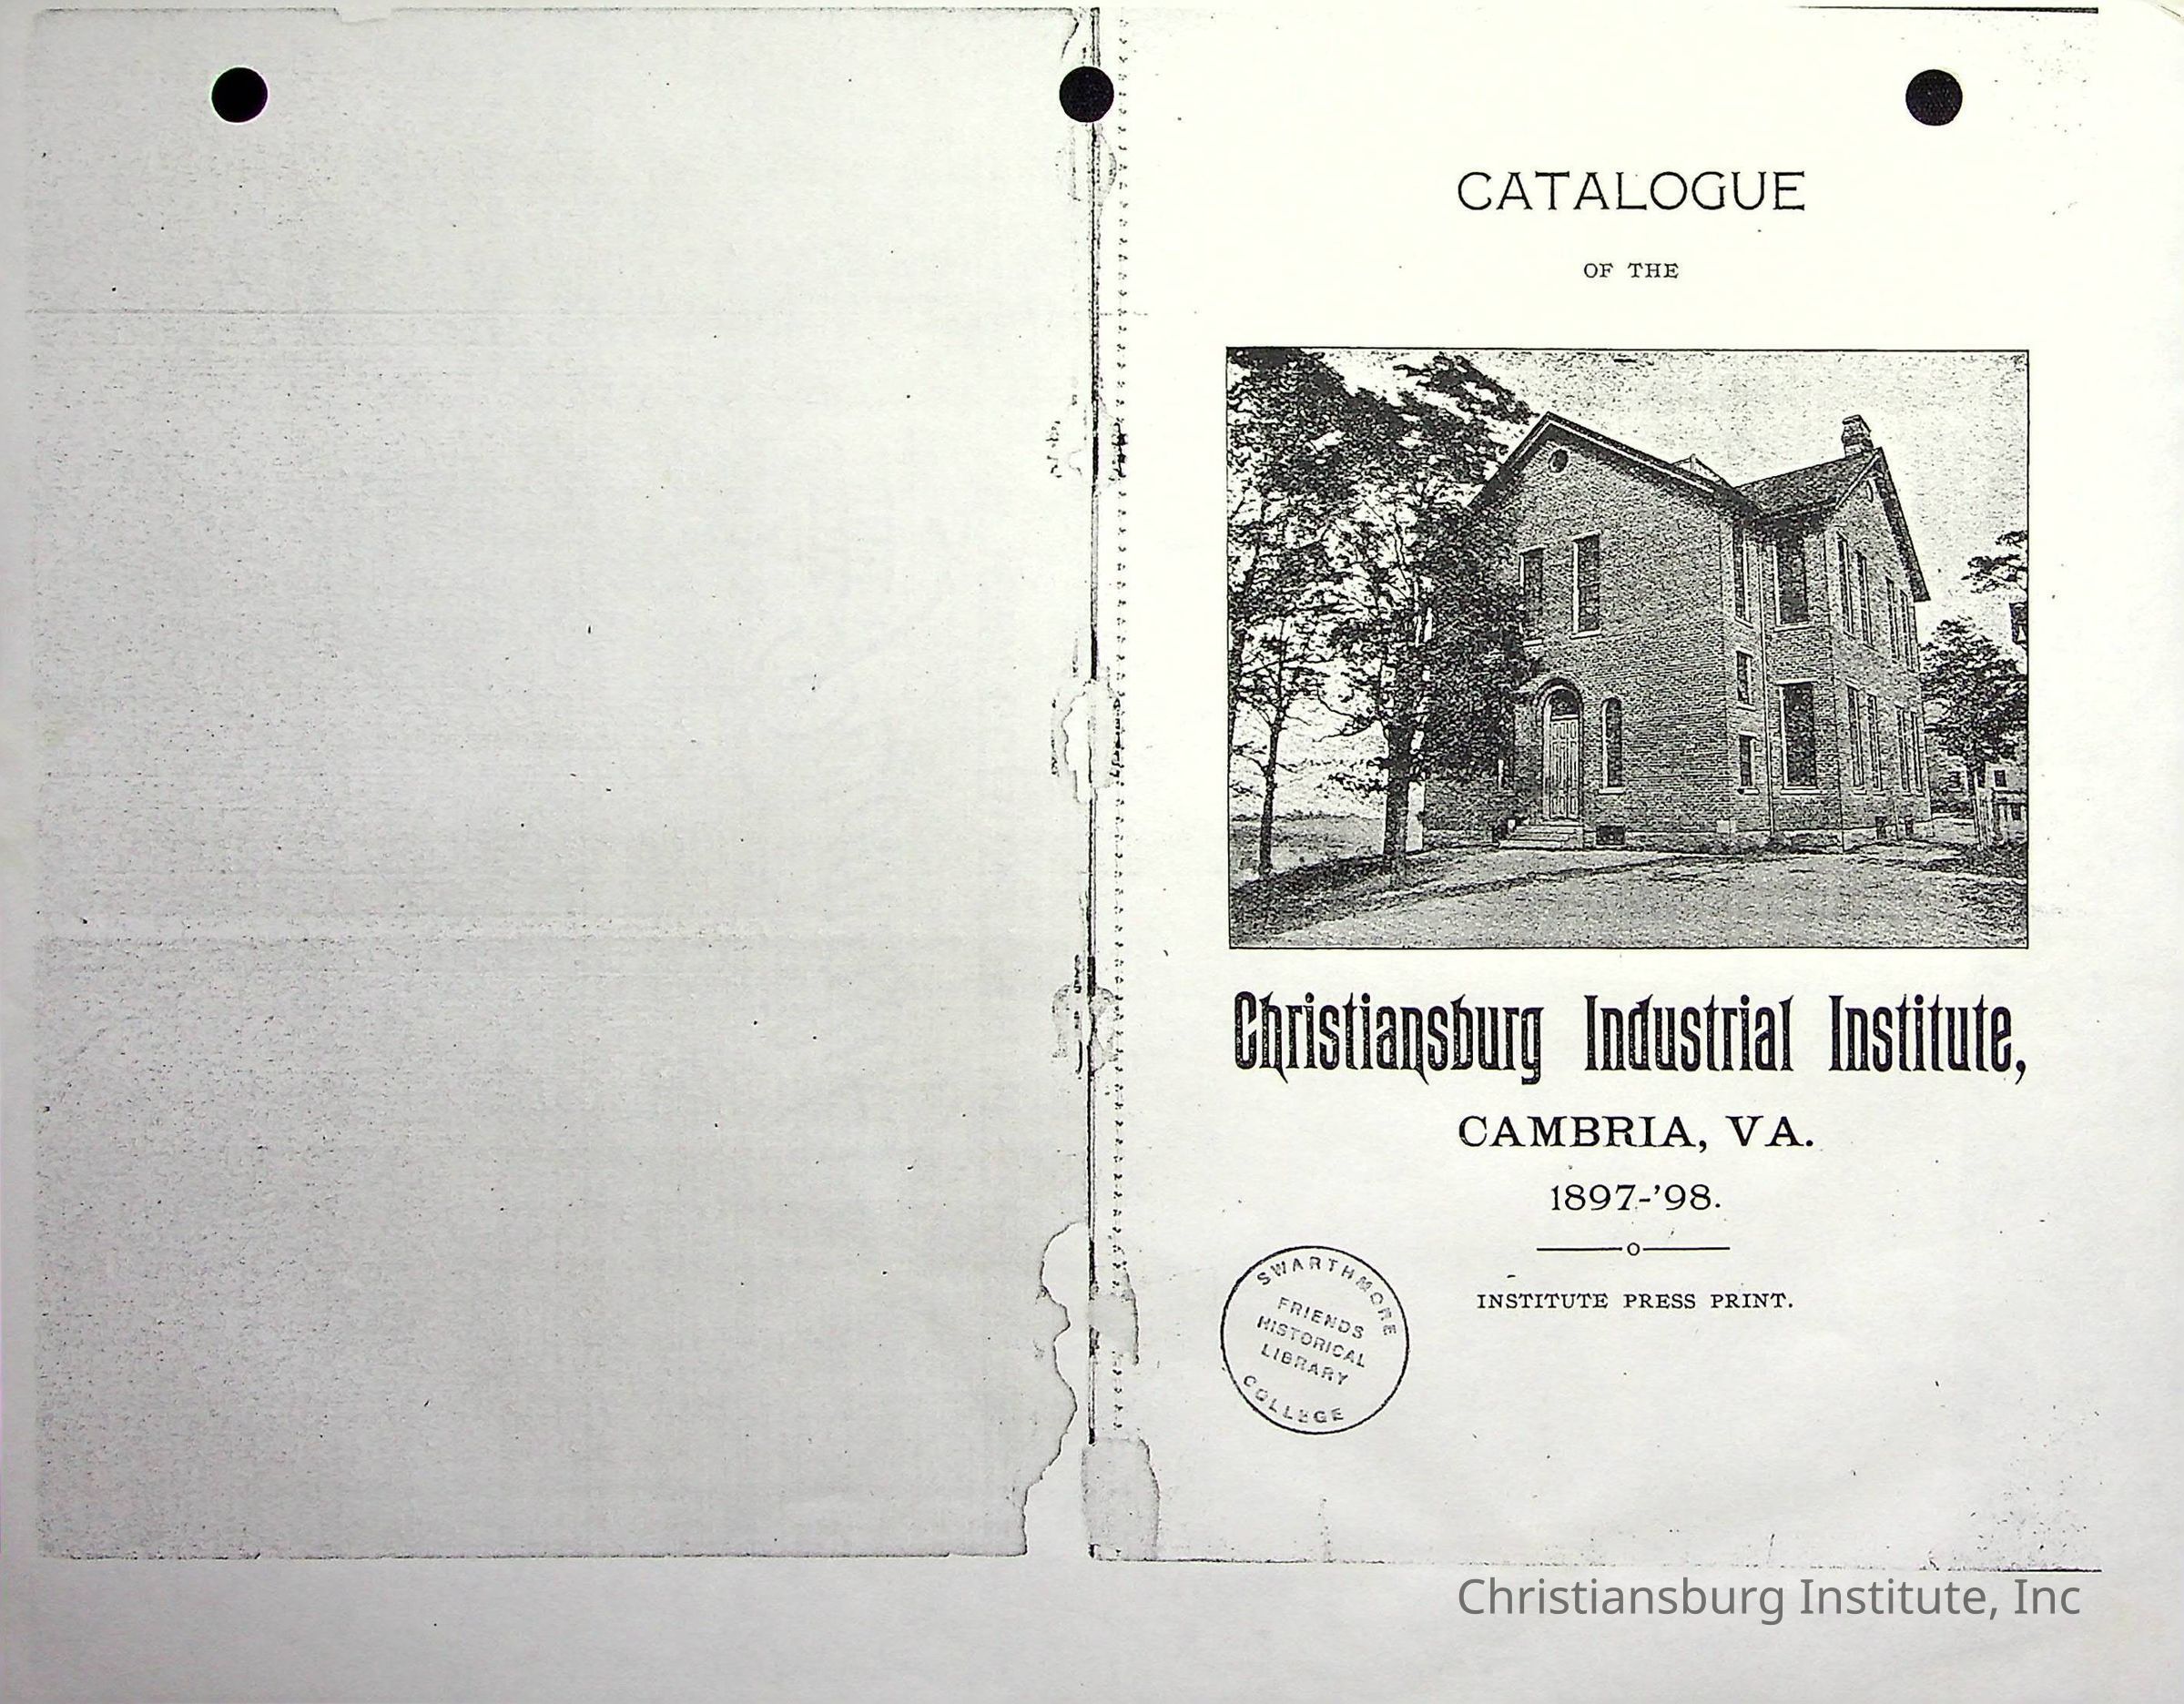 CATALOGUE
OF THE
Christiansburg Industrial Institute,
CAMBRIA, VA.
1897-'98.
INSTITUTE PRESS PRINT.
SWARTHMORE
FRIENDS
HISTORICAL
LIBRARY
COLLEGE
Christiansburg Institute, Inc